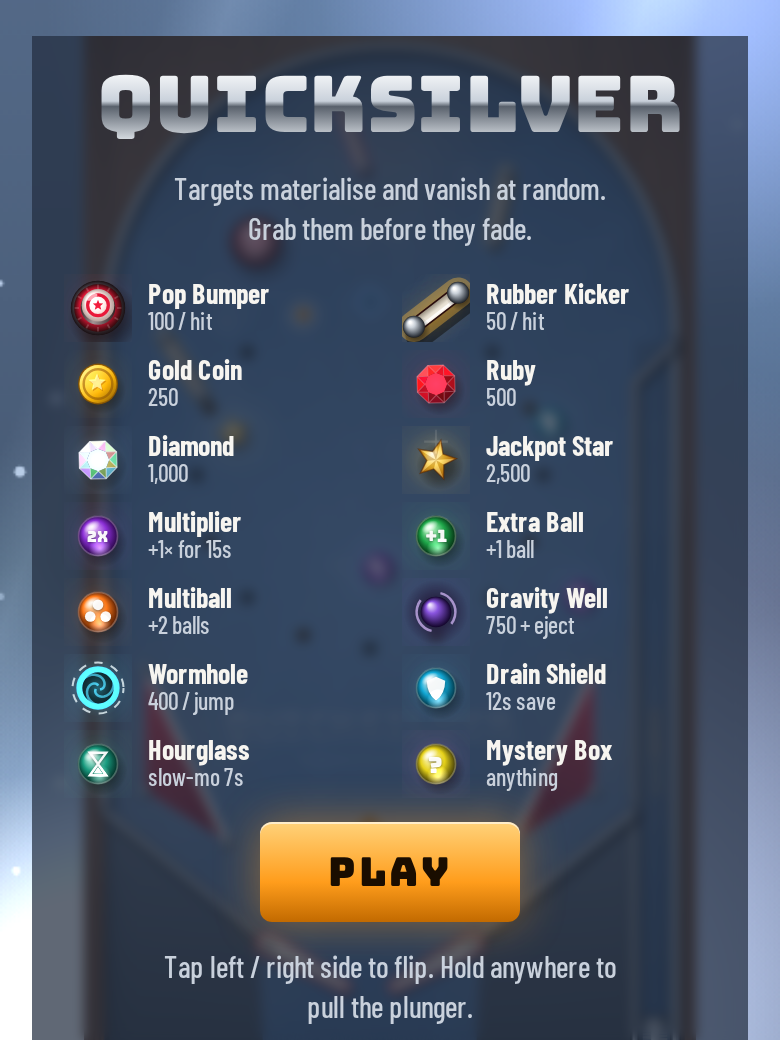 QUICKSILVER
Targets materialise and vanish at random.
Grab them before they fade.
Pop Bumper
100 / hit
Rubber Kicker
50 / hit
Gold Coin
250
Ruby
500
Diamond
1,000
Jackpot Star
2,500
2X
Multiplier
+1× for 15s
+1
Extra Ball
+1 ball
Multiball
+2 balls
Gravity Well
750 + eject
Wormhole
400 / jump
Drain Shield
12s save
Hourglass
slow-mo 7s
?
Mystery Box
anything
PLAY
Tap left / right side to flip. Hold anywhere to
pull the plunger.